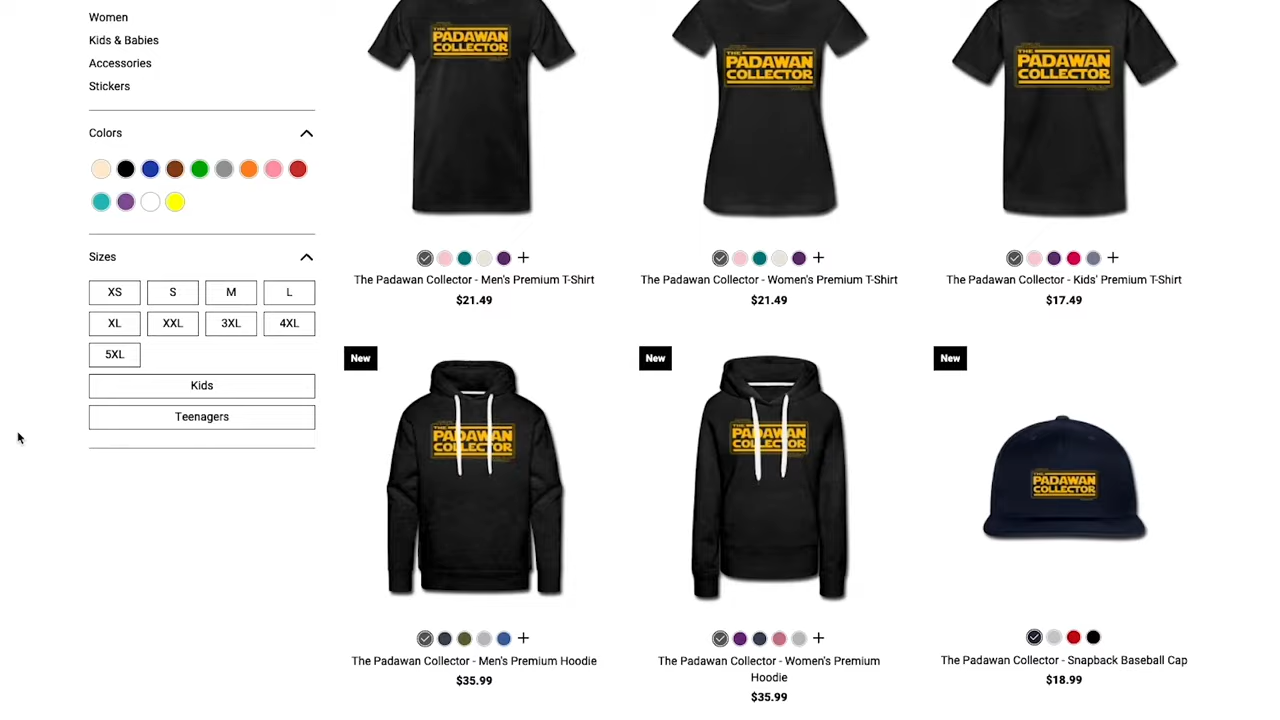 Women
Kids & Babies
Accessories
Stickers
Colors
Sizes
XS
S
M
L
XL
XXL
3XL
4XL
5XL
Kids
Teenagers
THE
PADAWAN
COLLECTOR
The Padawan Collector - Men's Premium T-Shirt
$21.49
THE
PADAWAN
COLLECTOR
The Padawan Collector - Women's Premium T-Shirt
$21.49
THE
PADAWAN
COLLECTOR
The Padawan Collector - Kids' Premium T-Shirt
$17.49
New
THE
PADAWAN
COLLECTOR
The Padawan Collector - Men's Premium Hoodie
$35.99
New
THE
PADAWAN
COLLECTOR
The Padawan Collector - Women's Premium
Hoodie
$35.99
New
THE
PADAWAN
COLLECTOR
The Padawan Collector - Snapback Baseball Cap
$18.99